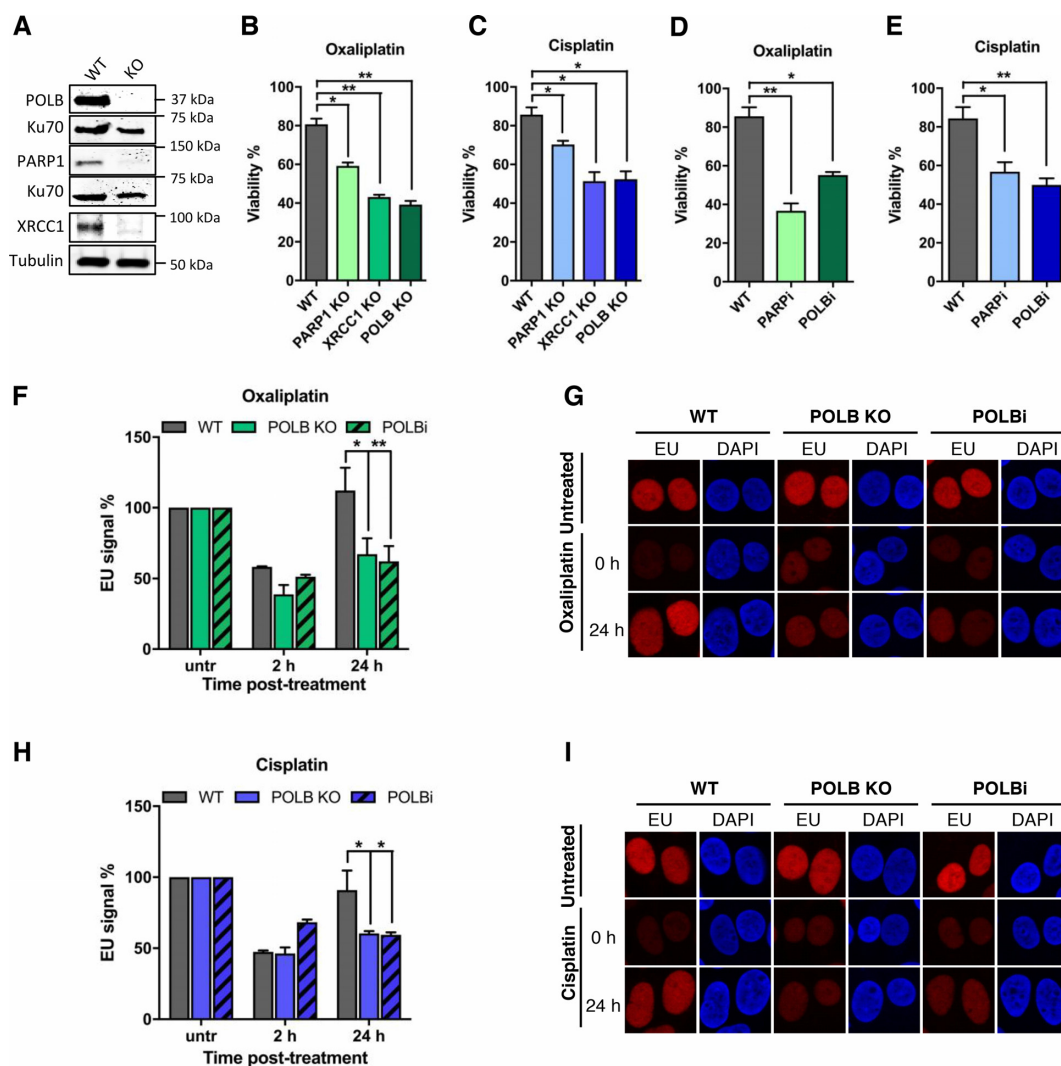 A
WT KO
POLB
37 kDa
75 kDa
Ku70
150 kDa
PARP1
75 kDa
Ku70
100 kDa
XRCC1
Tubulin
50 kDa
B
Oxaliplatin
**
**
*
Viability %
100
80
60
40
20
0
WT
PARP1 KO
XRCC1 KO
POLB KO
C
Cisplatin
*
*
*
Viability %
100
80
60
40
20
0
WT
PARP1 KO
XRCC1 KO
POLB KO
D
Oxaliplatin
*
**
Viability %
100
80
60
40
20
0
WT
PARPi
POLBi
E
Cisplatin
**
*
Viability %
100
80
60
40
20
0
WT
PARPi
POLBi
F
Oxaliplatin
WT POLB KO POLBi
* **
EU signal %
150
100
50
0
untr 2 h 24 h
Time post-treatment
G
WT POLB KO POLBi
EU DAPI EU DAPI EU DAPI
Untreated
Oxaliplatin
0 h
24 h
H
Cisplatin
WT POLB KO POLBi
* *
EU signal %
150
100
50
0
untr 2 h 24 h
Time post-treatment
I
WT POLB KO POLBi
EU DAPI EU DAPI EU DAPI
Untreated
Cisplatin
0 h
24 h